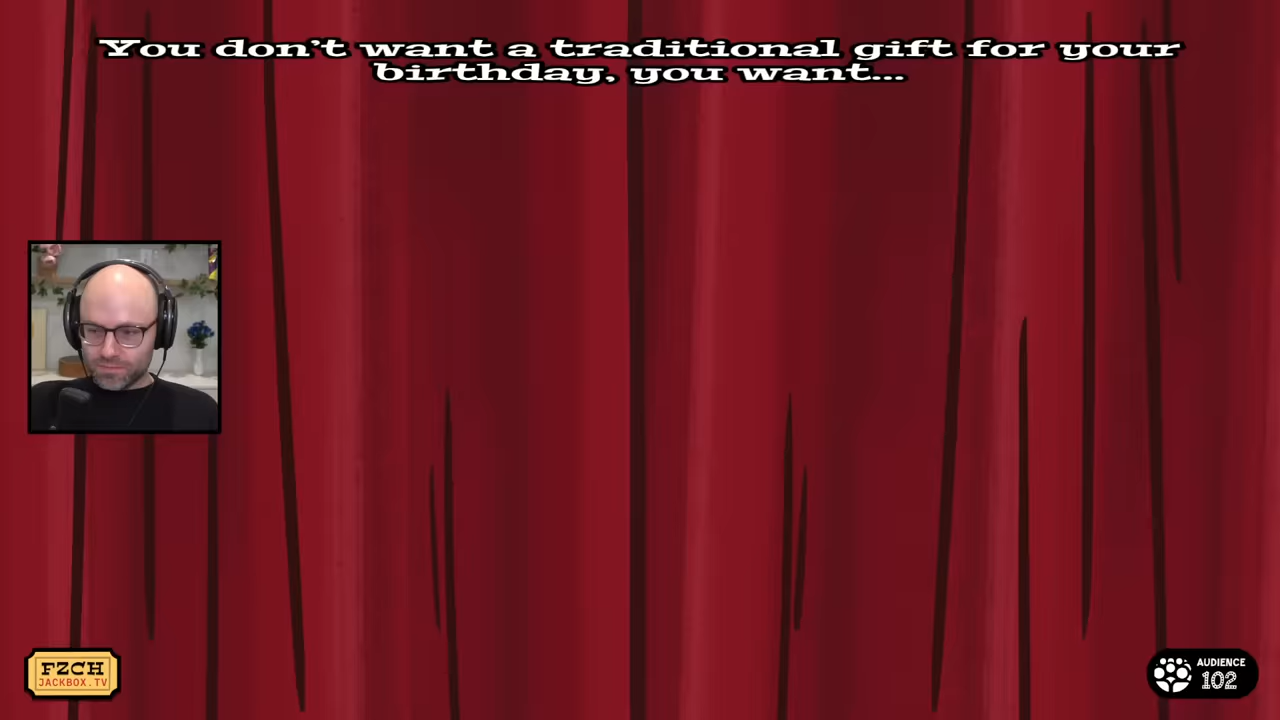 You don't want a traditional gift for your
birthday, you want...
FZCH
JACKBOX.TV
AUDIENCE
102